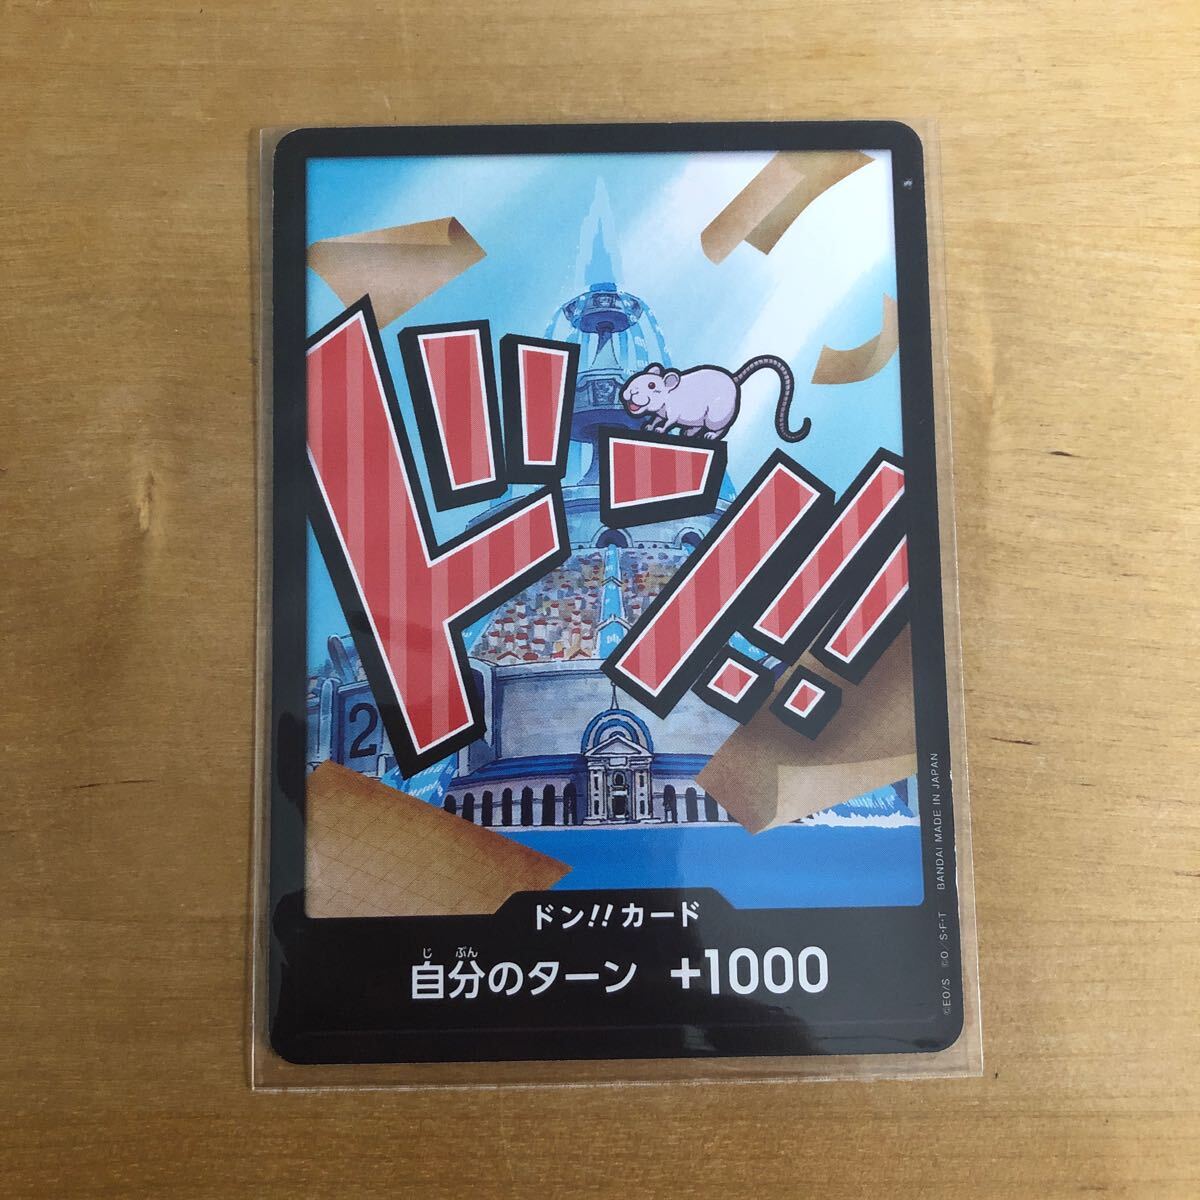 ドン!!
2
ドン!! カード
自分のターン +1000
じ ぶん
©EO/S ©O/S・F・T BANDAI MADE IN JAPAN